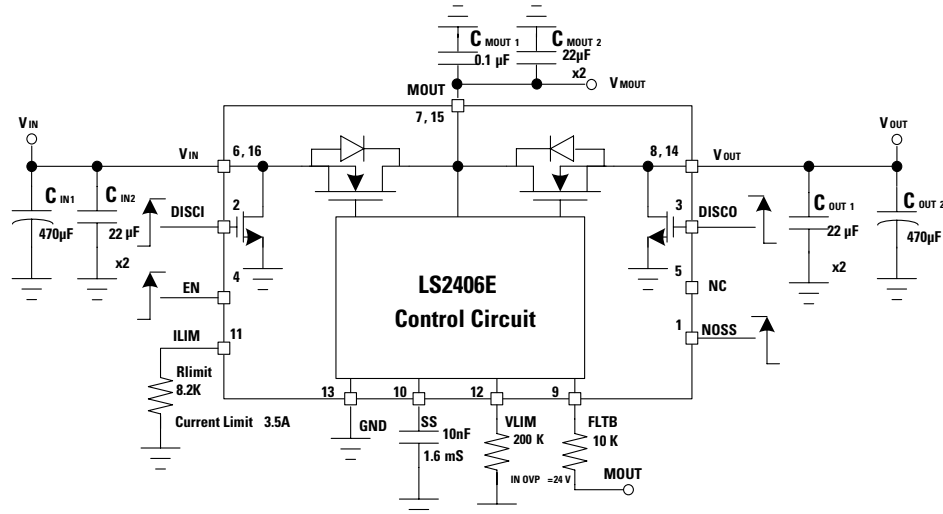 C MOUT 1
0.1 µF
C MOUT 2
22µF
x2
V MOUT
MOUT
7, 15
V IN
V IN
6 , 16
8, 14
V OUT
V OUT
C IN1
470µF
C IN2
22 µF
x2
DISCI
2
3
DISCO
C OUT 1
22 µF
x2
C OUT 2
470µF
4
EN
5
NC
LS2406E
Control Circuit
11
ILIM
1
NOSS
Rlimit
8.2K
Current Limit 3.5A
13
GND
10
SS
10nF
1.6 mS
12
VLIM
200 K
IN OVP =24 V
9
FLTB
10 K
MOUT